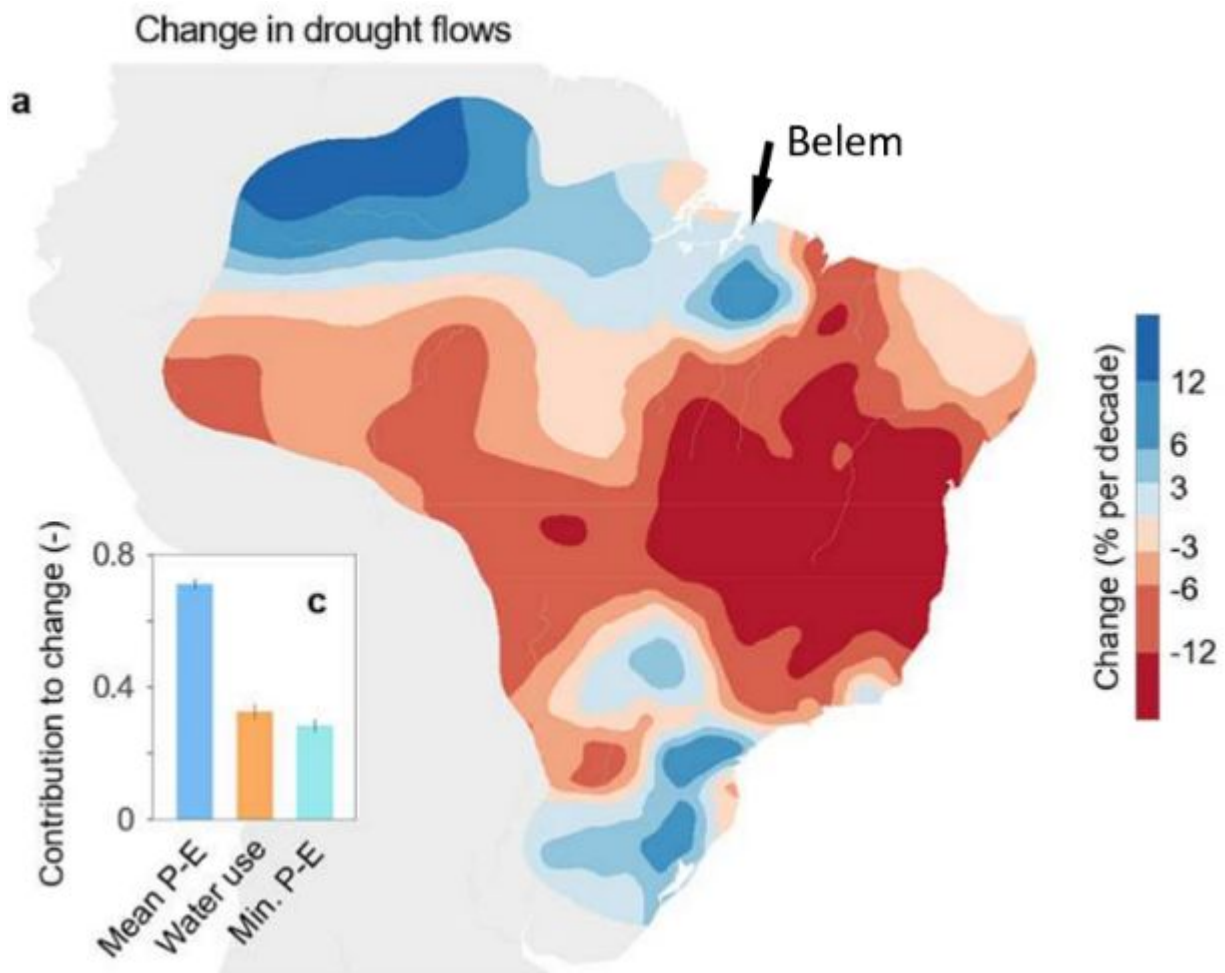 Change in drought flows
a
Belem
Change (% per decade)
12
6
3
-3
-6
-12
Contribution to change (-)
0.8
0.4
0
c
Mean P-E
Water use
Min. P-E